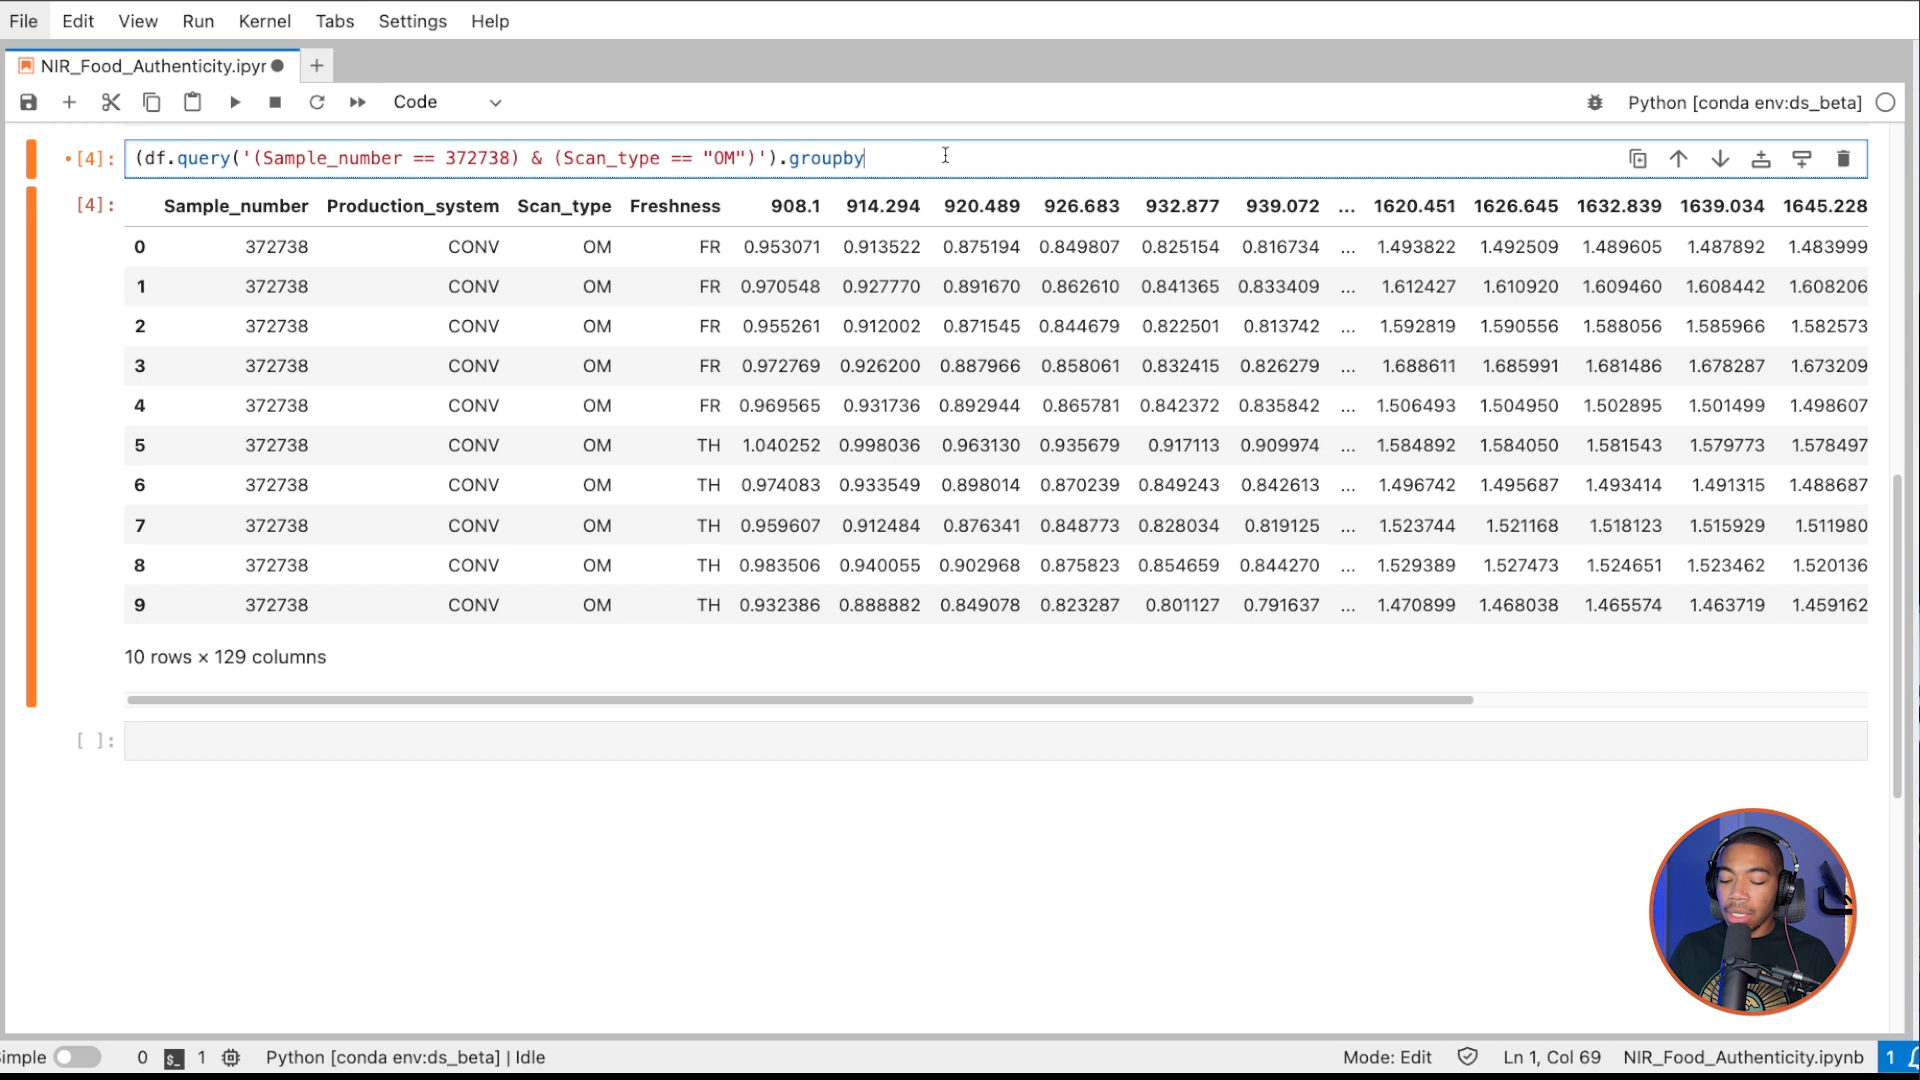 File Edit View Run Kernel Tabs Settings Help
NIR_Food_Authenticity.ipyr
Code
Python [conda env:ds_beta]
[4]: (df.query('(Sample_number == 372738) & (Scan_type == "OM")').groupby
[4]: Sample_number Production_system Scan_type Freshness 908.1 914.294 920.489 926.683 932.877 939.072 ... 1620.451 1626.645 1632.839 1639.034 1645.228
0 372738 CONV OM FR 0.953071 0.913522 0.875194 0.849807 0.825154 0.816734 ... 1.493822 1.492509 1.489605 1.487892 1.483999
1 372738 CONV OM FR 0.970548 0.927770 0.891670 0.862610 0.841365 0.833409 ... 1.612427 1.610920 1.609460 1.608442 1.608206
2 372738 CONV OM FR 0.955261 0.912002 0.871545 0.844679 0.822501 0.813742 ... 1.592819 1.590556 1.588056 1.585966 1.582573
3 372738 CONV OM FR 0.972769 0.926200 0.887966 0.858061 0.832415 0.826279 ... 1.688611 1.685991 1.681486 1.678287 1.673209
4 372738 CONV OM FR 0.969565 0.931736 0.892944 0.865781 0.842372 0.835842 ... 1.506493 1.504950 1.502895 1.501499 1.498607
5 372738 CONV OM TH 1.040252 0.998036 0.963130 0.935679 0.917113 0.909974 ... 1.584892 1.584050 1.581543 1.579773 1.578497
6 372738 CONV OM TH 0.974083 0.933549 0.898014 0.870239 0.849243 0.842613 ... 1.496742 1.495687 1.493414 1.491315 1.488687
7 372738 CONV OM TH 0.959607 0.912484 0.876341 0.848773 0.828034 0.819125 ... 1.523744 1.521168 1.518123 1.515929 1.511980
8 372738 CONV OM TH 0.983506 0.940055 0.902968 0.875823 0.854659 0.844270 ... 1.529389 1.527473 1.524651 1.523462 1.520136
9 372738 CONV OM TH 0.932386 0.888882 0.849078 0.823287 0.801127 0.791637 ... 1.470899 1.468038 1.465574 1.463719 1.459162
10 rows × 129 columns
[ ]:
imple 0 $_ 1 Python [conda env:ds_beta] | Idle Mode: Edit Ln 1, Col 69 NIR_Food_Authenticity.ipynb 1